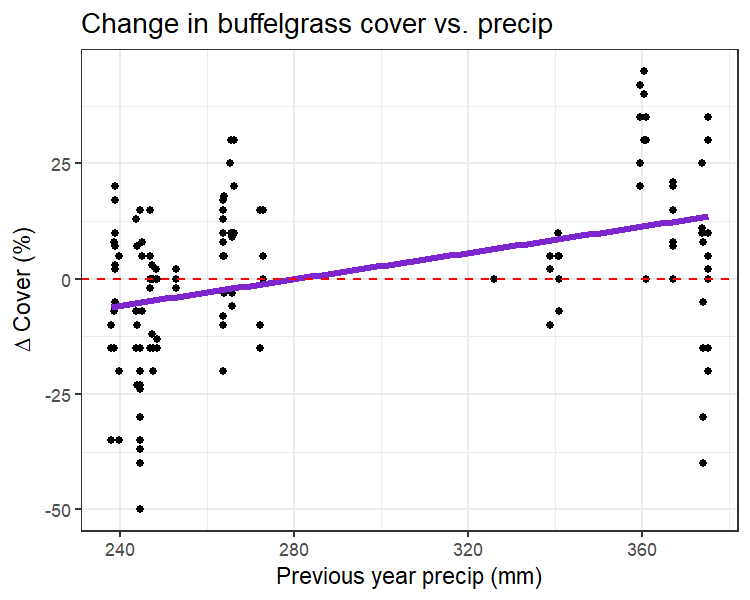 Change in buffelgrass cover vs. precip
25
0
-25
-50
Δ Cover (%)
240 280 320 360
Previous year precip (mm)